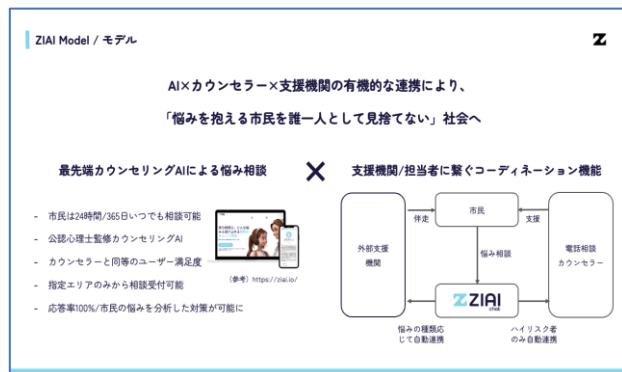 ZIAI Model / モデル
Z
AI×カウンセラー×支援機関の有機的な連携により、
「悩みを抱える市民を誰一人として見捨てない」社会へ
最先端カウンセリングAIによる悩み相談
×
支援機関/担当者に繋ぐコーディネーション機能
- 市民は24時間/365日いつでも相談可能
- 公認心理士監修カウンセリングAI
- カウンセラーと同等のユーザー満足度
- 指定エリアのみから相談受付可能
- 応答率100%/市民の悩みを分析した対策が可能に
(参考) https://ziai.io/
外部支援
機関
伴走
市民
支援
電話相談
カウンセラー
悩み相談
ZIAI
chat
悩みの種類応
じて自動連携
ハイリスク者
のみ自動連携